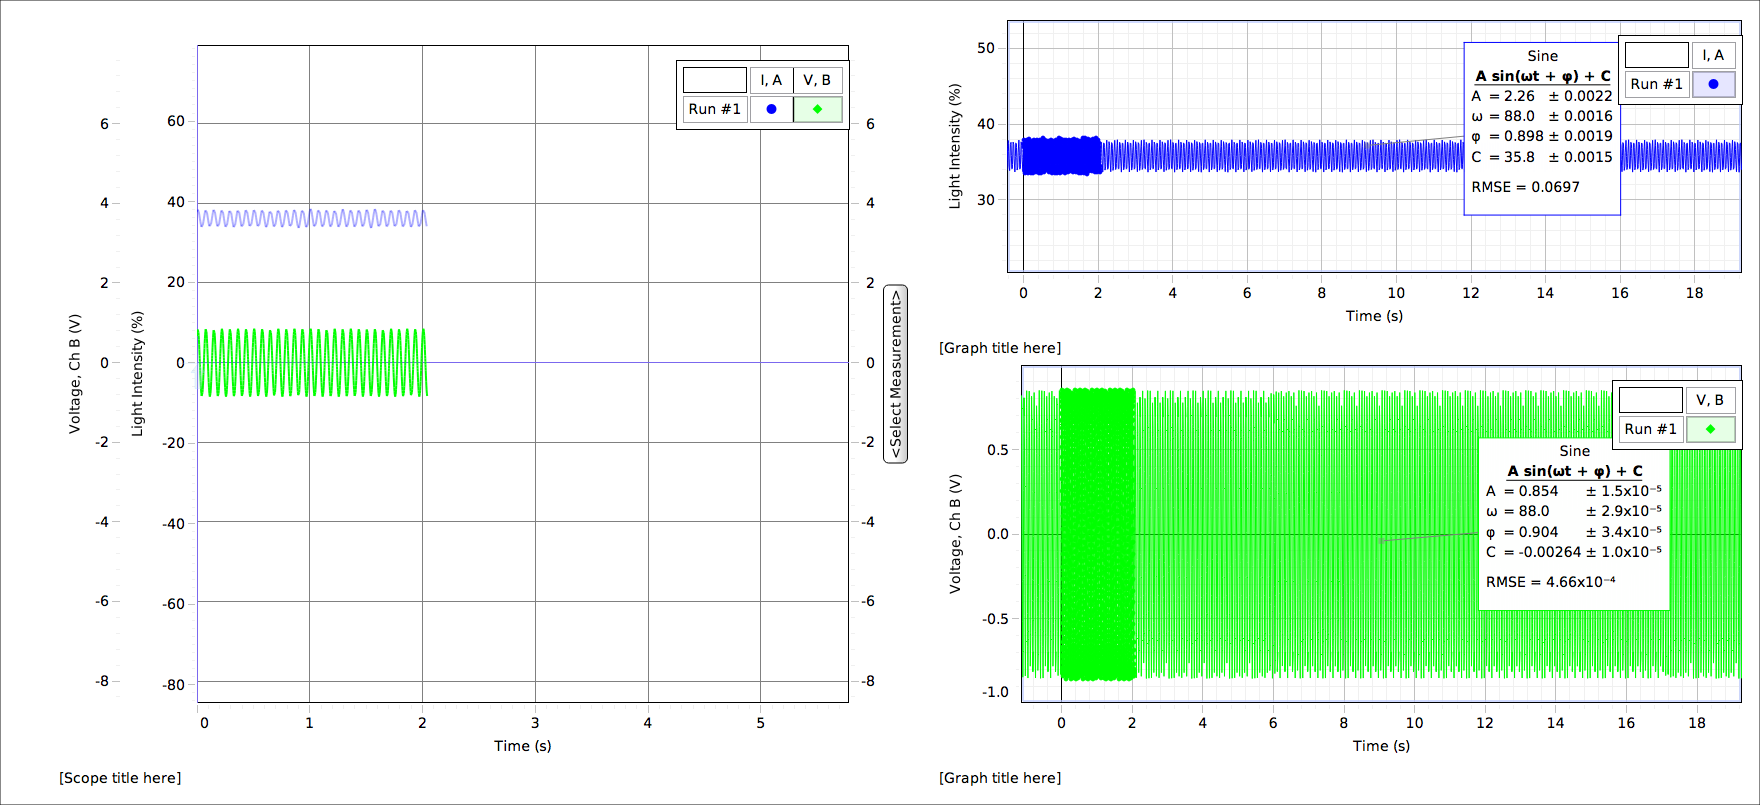 I, A V, B
Run #1
6
4
2
0
-2
-4
-6
-8
Voltage, Ch B (V)
60
40
20
0
-20
-40
-60
-80
Light Intensity (%)
6
4
2
0
-2
-4
-6
-8
<Select Measurement>
0 1 2 3 4 5
Time (s)
[Scope title here]
50
40
30
Light Intensity (%)
I, A
Run #1
Sine
A sin(ωt + φ) + C
A = 2.26 ± 0.0022
ω = 88.0 ± 0.0016
φ = 0.898 ± 0.0019
C = 35.8 ± 0.0015
RMSE = 0.0697
0 2 4 6 8 10 12 14 16 18
Time (s)
[Graph title here]
0.5
0.0
-0.5
-1.0
Voltage, Ch B (V)
V, B
Run #1
Sine
A sin(ωt + φ) + C
A = 0.854 ± 1.5x10⁻⁵
ω = 88.0 ± 2.9x10⁻⁵
φ = 0.904 ± 3.4x10⁻⁵
C = -0.00264 ± 1.0x10⁻⁵
RMSE = 4.66x10⁻⁴
0 2 4 6 8 10 12 14 16 18
Time (s)
[Graph title here]